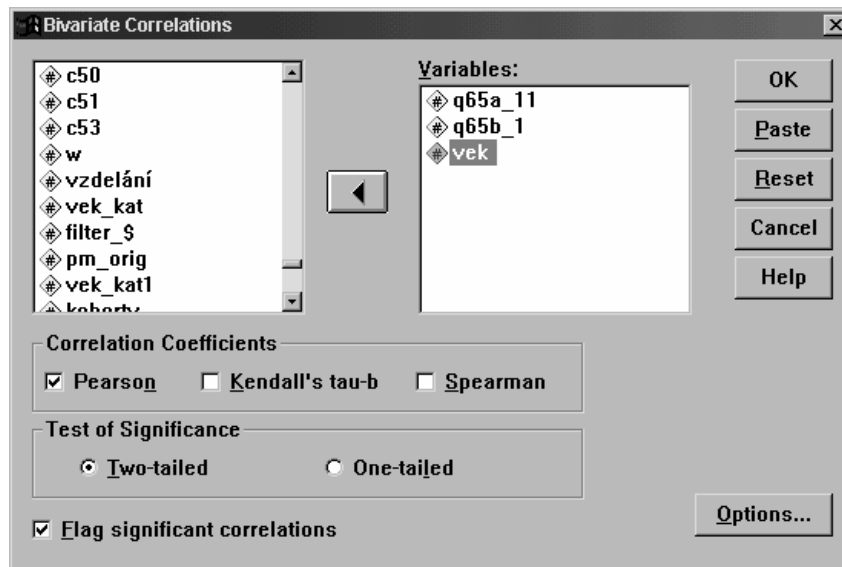 Bivariate Correlations
c50
c51
c53
w
vzdelání
vek_kat
filter_$
pm_orig
vek_kat1
kohorty
Variables:
q65a_11
q65b_1
vek
OK
Paste
Reset
Cancel
Help
Correlation Coefficients
Pearson Kendall's tau-b Spearman
Test of Significance
Two-tailed One-tailed
Flag significant correlations
Options...